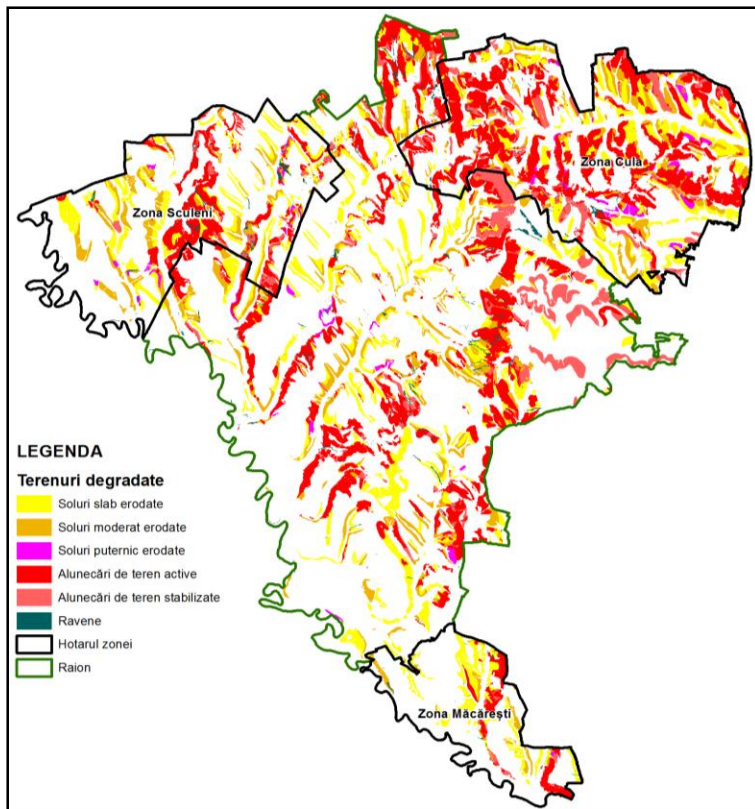 Zona Cula
Zona Sculeni
LEGENDA
Terenuri degradate
Soluri slab erodate
Soluri moderat erodate
Soluri puternic erodate
Alunecări de teren active
Alunecări de teren stabilizate
Ravene
Hotarul zonei
Raion
Zona Măcărești